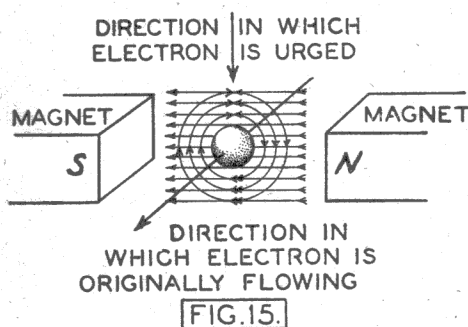 DIRECTION IN WHICH
ELECTRON IS URGED
MAGNET
S
MAGNET
N
DIRECTION IN
WHICH ELECTRON IS
ORIGINALLY FLOWING
FIG.15.